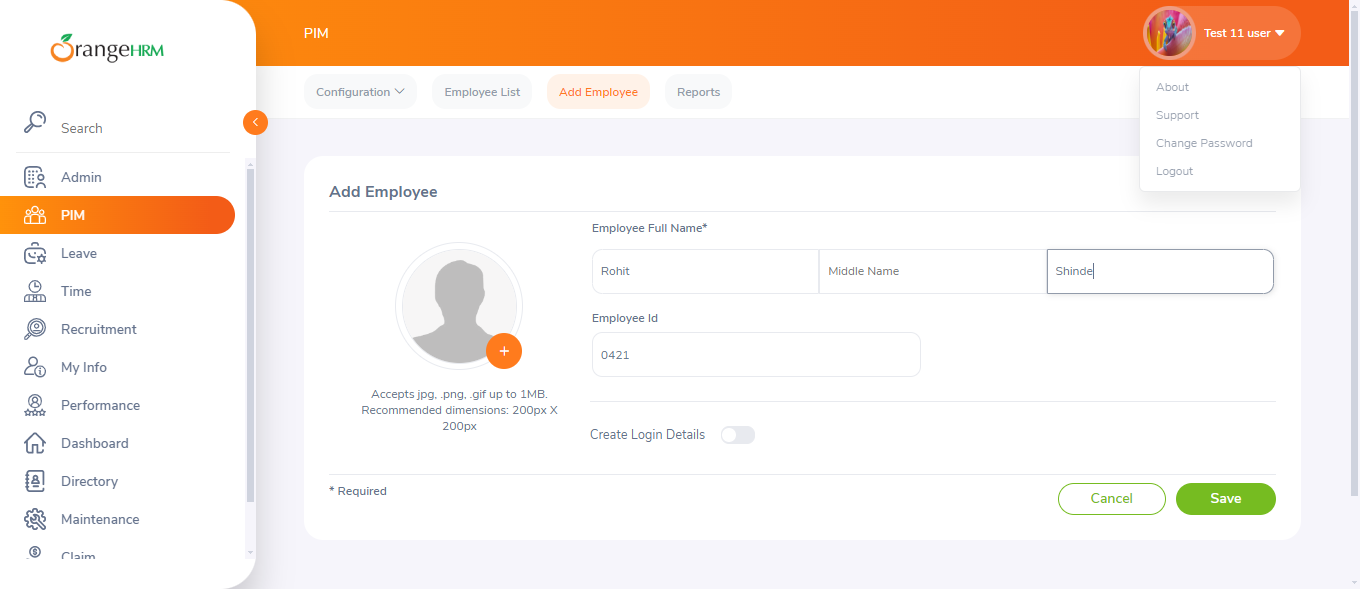 OrangeHRM
PIM
Test 11 user
Search
Configuration
Employee List
Add Employee
Reports
About
Support
Change Password
Logout
Admin
PIM
Leave
Time
Recruitment
My Info
Performance
Dashboard
Directory
Maintenance
Claim
Add Employee
Employee Full Name*
Rohit
Middle Name
Shinde
Employee Id
0421
Accepts jpg, .png, .gif up to 1MB.
Recommended dimensions: 200px X
200px
Create Login Details
* Required
Cancel
Save